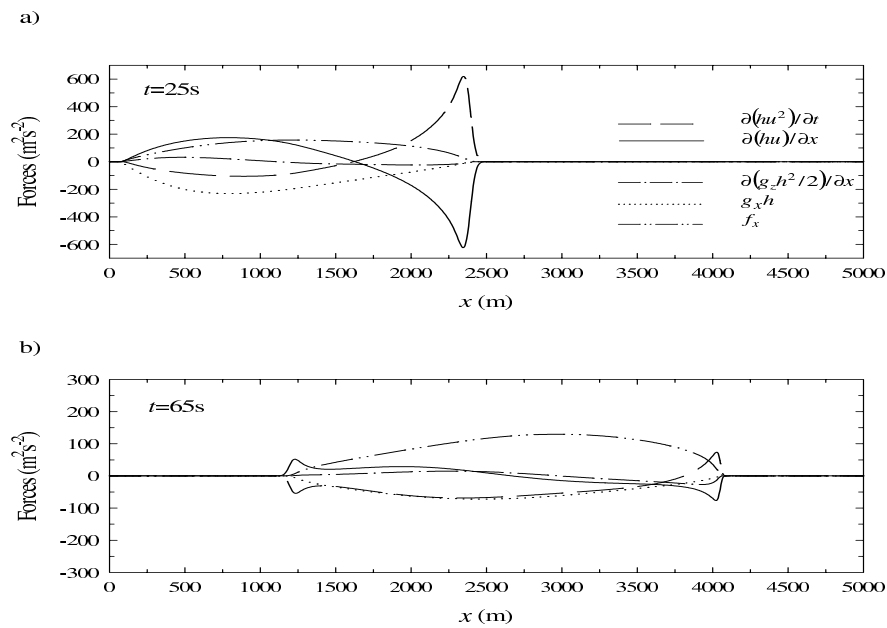 a)
600
400
200
0
-200
-400
-600
Forces (m²s⁻²)
t=25s
∂(hu²)/∂t
∂(hu)/∂x
∂(g_z h²/2)/∂x
g_x h
f_x
0 500 1000 1500 2000 2500 3000 3500 4000 4500 5000
x (m)
b)
300
200
100
0
-100
-200
-300
Forces (m²s⁻²)
t=65s
0 500 1000 1500 2000 2500 3000 3500 4000 4500 5000
x (m)